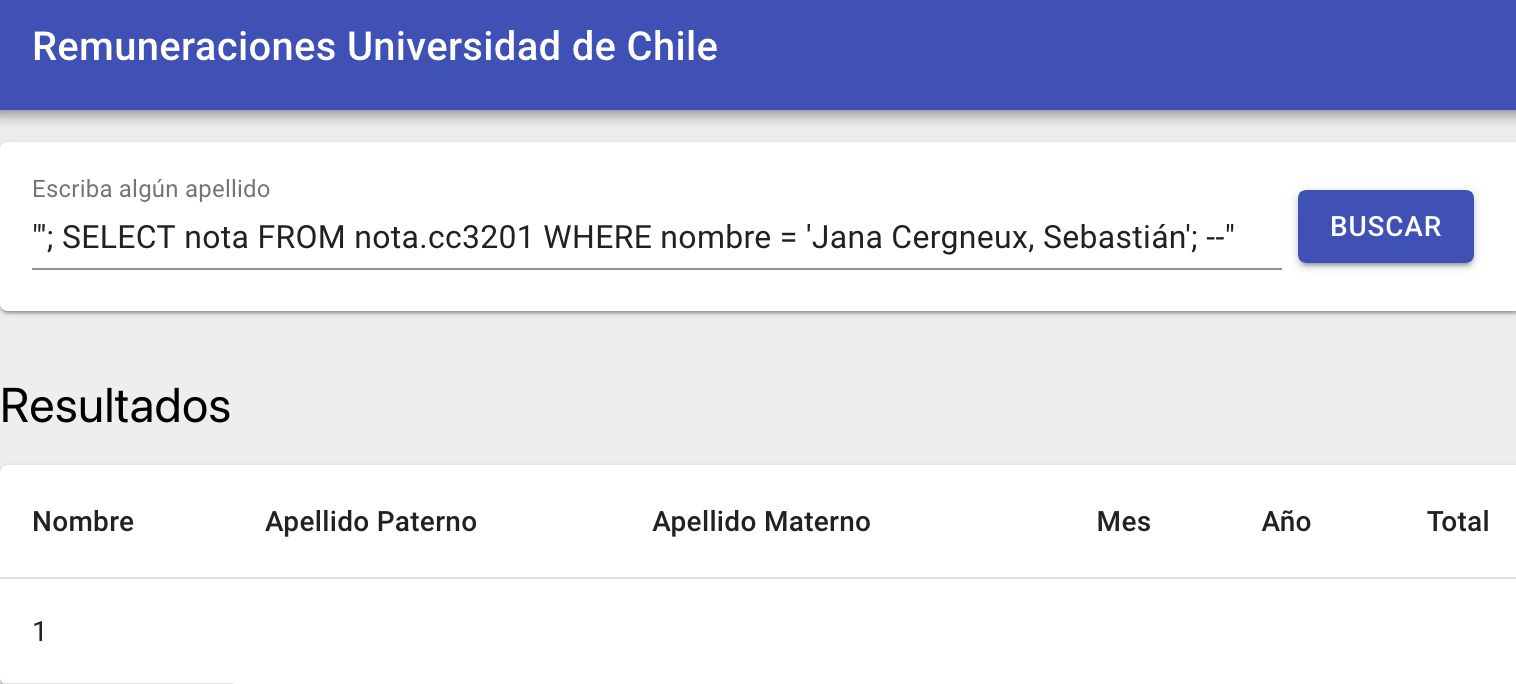 Remuneraciones Universidad de Chile
Escriba algún apellido
"'; SELECT nota FROM nota.cc3201 WHERE nombre = 'Jana Cergneux, Sebastián'; --"
BUSCAR
Resultados
Nombre Apellido Paterno Apellido Materno Mes Año Total
1